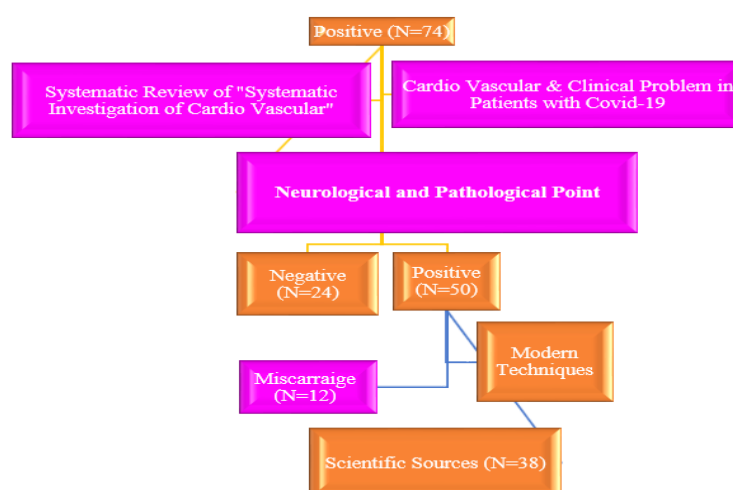 Positive (N=74)
Systematic Review of "Systematic
Investigation of Cardio Vascular"
Cardio Vascular & Clinical Problem in
Patients with Covid-19
Neurological and Pathological Point
Negative
(N=24)
Positive
(N=50)
Modern
Techniques
Miscarraige
(N=12)
Scientific Sources (N=38)